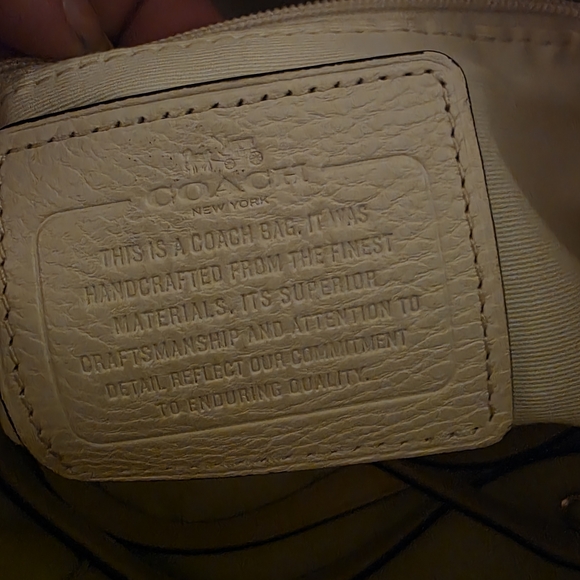 COACH
NEW YORK
THIS IS A COACH BAG. IT WAS
HANDCRAFTED FROM THE FINEST
MATERIALS. ITS SUPERIOR
CRAFTSMANSHIP AND ATTENTION TO
DETAIL REFLECT OUR COMMITMENT
TO ENDURING QUALITY.